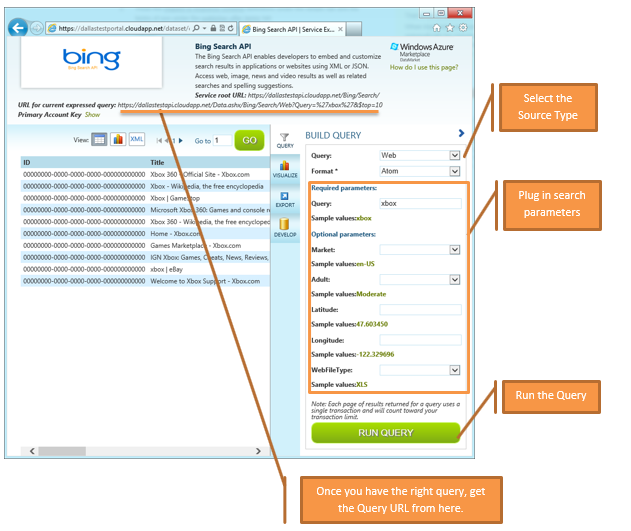 https://dallastestportal.cloudapp.net/dataset/
Bing Search API | Service Ex...
bing
Bing Search API
Bing Search API
The Bing Search API enables developers to embed and customize
search results in applications or websites using XML or JSON.
Access web, image, news and video results as well as related
searches and spelling suggestions.
Service root URL: https://dallastestapi.cloudapp.net/Bing/Search/
Windows Azure
Marketplace
DataMarket
How do I use this page?
URL for current expressed query: https://dallastestapi.cloudapp.net/Data.ashx/Bing/Search/Web?Query=%27xbox%27&$top=10
Primary Account Key Show
View: XML 1 Go to 1 GO
ID Title
00000000-0000-0000-0000-000000000000 Xbox 360 - Official Site - Xbox.com
00000000-0000-0000-0000-000000000000 Xbox - Wikipedia, the free encyclopedia
00000000-0000-0000-0000-000000000000 Xbox | GameStop
00000000-0000-0000-0000-000000000000 Microsoft Xbox 360: Games and console r
00000000-0000-0000-0000-000000000000 Xbox 360 - Wikipedia, the free encycloped
00000000-0000-0000-0000-000000000000 Home - Xbox.com
00000000-0000-0000-0000-000000000000 Games Marketplace - Xbox.com
00000000-0000-0000-0000-000000000000 IGN Xbox: Games, Cheats, News, Reviews,
00000000-0000-0000-0000-000000000000 xbox | eBay
00000000-0000-0000-0000-000000000000 Welcome to Xbox Support - Xbox.com
QUERY
VISUALIZE
EXPORT
DEVELOP
BUILD QUERY
Query: Web
Format * Atom
Required parameters:
Query: xbox
Sample values:xbox
Optional parameters:
Market:
Sample values:en-US
Adult:
Sample values:Moderate
Latitude:
Sample values:47.603450
Longitude:
Sample values:-122.329696
WebFileType:
Sample values:XLS
Note: Each page of results returned for a query uses a
single transaction and will count toward your
transaction limit.
RUN QUERY
Select the
Source Type
Plug in search
parameters
Run the Query
Once you have the right query, get
the Query URL from here.